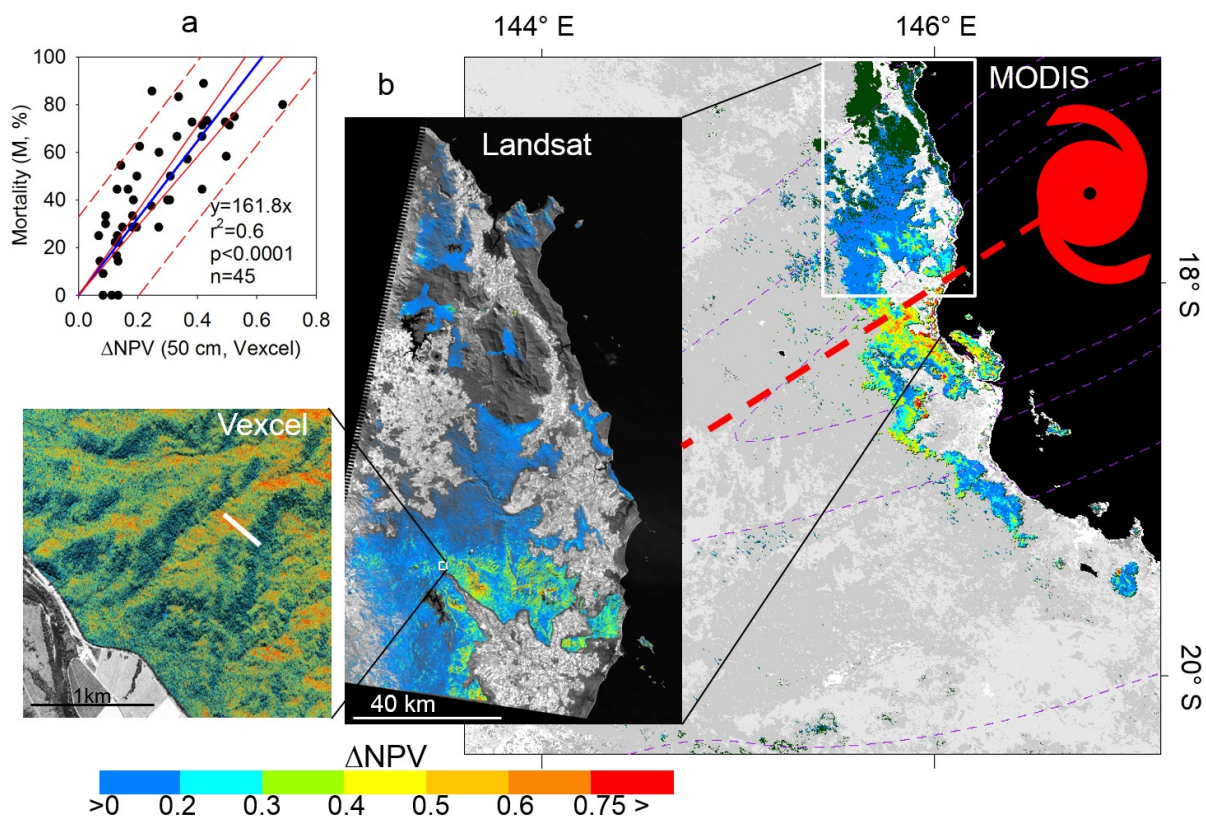 a
100
80
60
40
20
0
Mortality (M, %)
y=161.8x
r²=0.6
p<0.0001
n=45
0.0 0.2 0.4 0.6 0.8
ΔNPV (50 cm, Vexcel)
b
144° E
146° E
MODIS
Landsat
18° S
20° S
Vexcel
1km
40 km
ΔNPV
>0 0.2 0.3 0.4 0.5 0.6 0.75 >